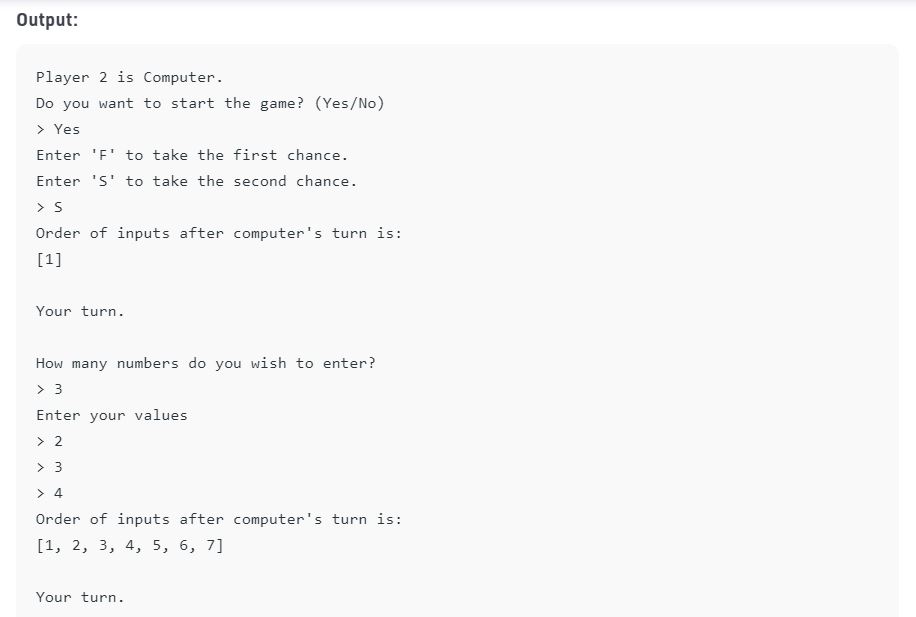 Output:
Player 2 is Computer.
Do you want to start the game? (Yes/No)
> Yes
Enter 'F' to take the first chance.
Enter 'S' to take the second chance.
> S
Order of inputs after computer's turn is:
[1]
Your turn.
How many numbers do you wish to enter?
> 3
Enter your values
> 2
> 3
> 4
Order of inputs after computer's turn is:
[1, 2, 3, 4, 5, 6, 7]
Your turn.